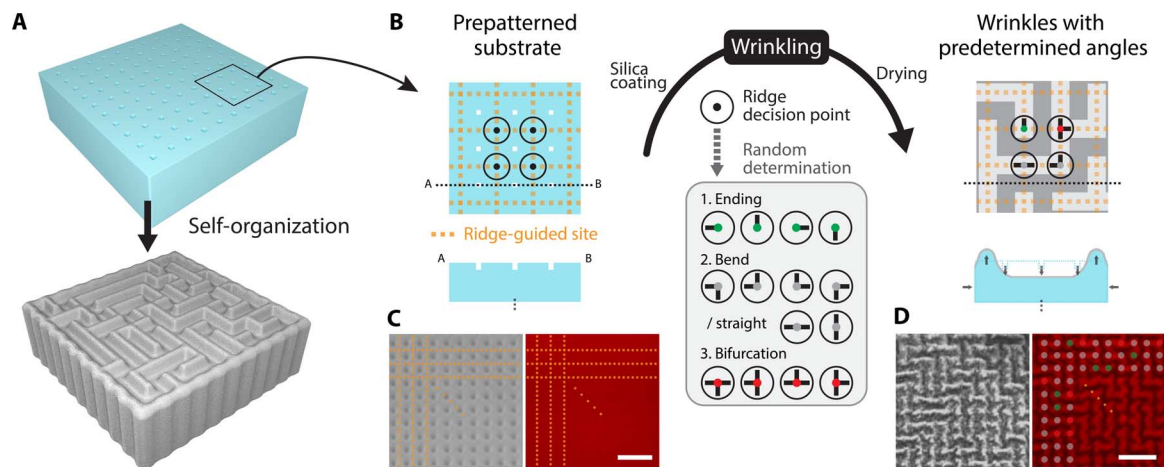 A
Self-organization
B
Prepatterned
substrate
A
B
Ridge-guided site
A
B
Silica
coating
Wrinkling
Drying
Ridge
decision point
Random
determination
1. Ending
2. Bend
/ straight
3. Bifurcation
Wrinkles with
predetermined angles
C
D